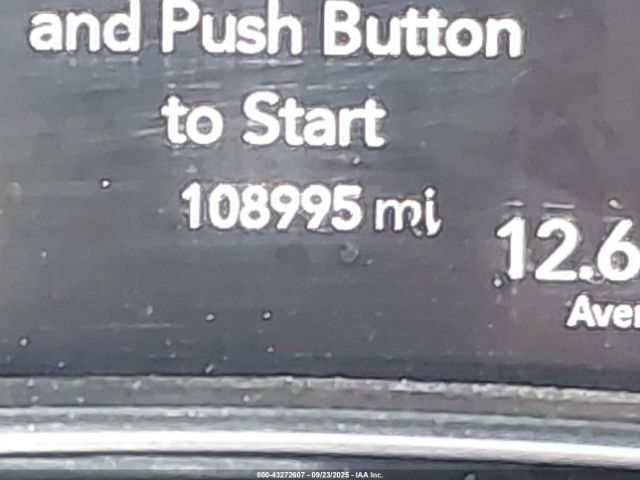 and Push Button
to Start
108995 mi
12.6
Aver
000-43272607 - 09/23/2025 - IAA Inc.